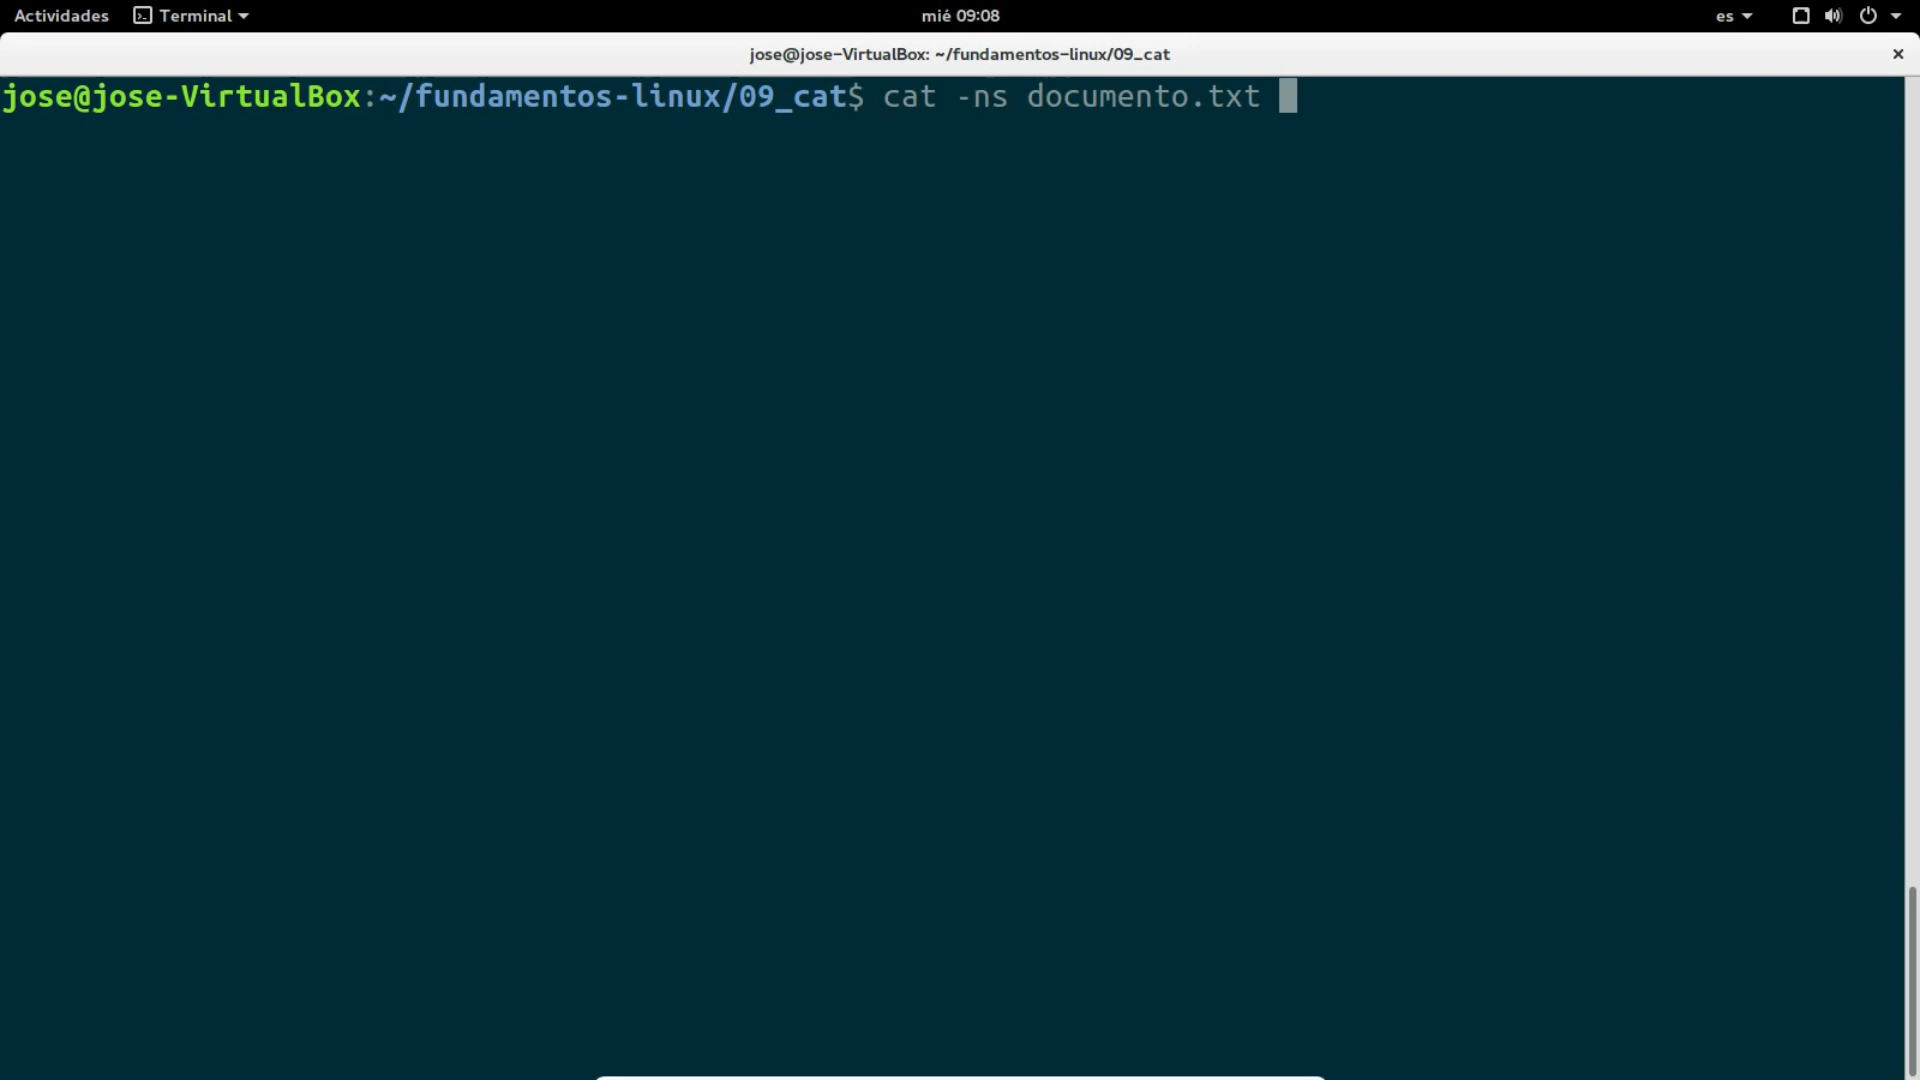 Actividades Terminal mié 09:08 es
jose@jose-VirtualBox: ~/fundamentos-linux/09_cat
jose@jose-VirtualBox:~/fundamentos-linux/09_cat$ cat -ns documento.txt